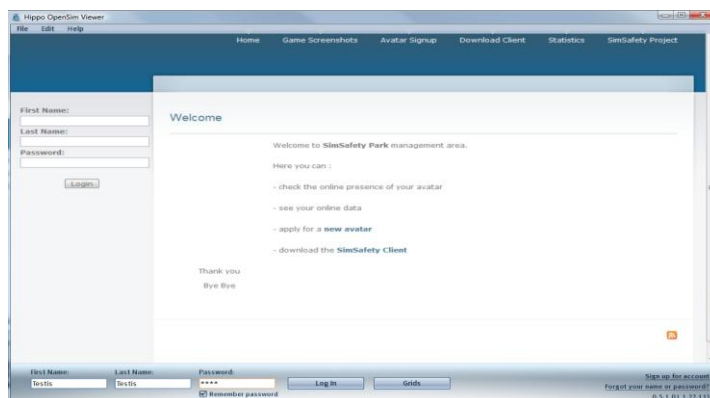 Hippo OpenSim Viewer
File Edit Help
Home Game Screenshots Avatar Signup Download Client Statistics SimSafety Project
First Name:
Last Name:
Password:
Login
Welcome
Welcome to SimSafety Park management area.
Here you can :
- check the online presence of your avatar
- see your online data
- apply for a new avatar
- download the SimSafety Client
Thank you
Bye Bye
First Name: Last Name: Password:
Testis Testis **** Log In Grids
Remember password
Sign up for account
Forgot your name or password?